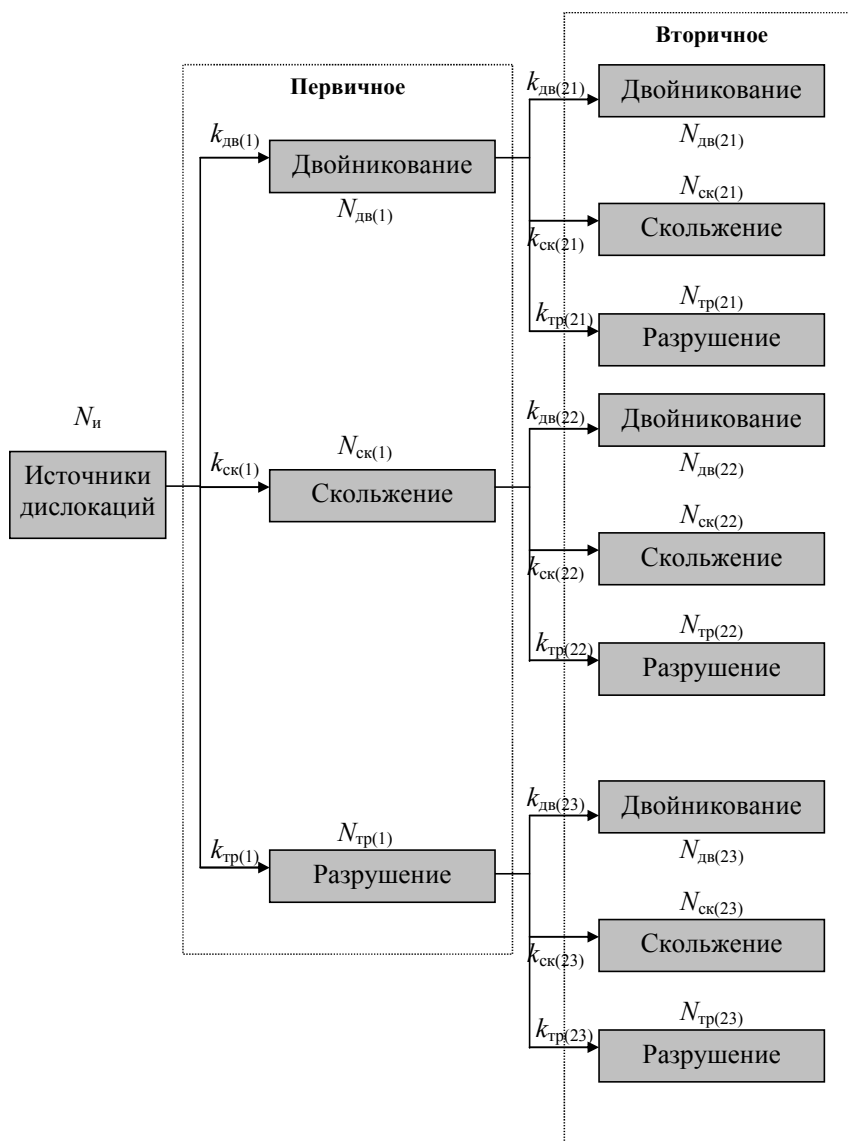 Вторичное
Первичное
kдв(21)
Двойникование
Nдв(21)
kдв(1)
Двойникование
Nдв(1)
Nск(21)
Скольжение
kск(21)
Nтр(21)
kтр(21)
Разрушение
Nи
Источники
дислокаций
kск(1)
Nск(1)
Скольжение
kдв(22)
Двойникование
Nдв(22)
Nск(22)
Скольжение
kск(22)
Nтр(22)
kтр(22)
Разрушение
kтр(1)
Nтр(1)
Разрушение
kдв(23)
Двойникование
Nдв(23)
Nск(23)
Скольжение
kск(23)
Nтр(23)
kтр(23)
Разрушение